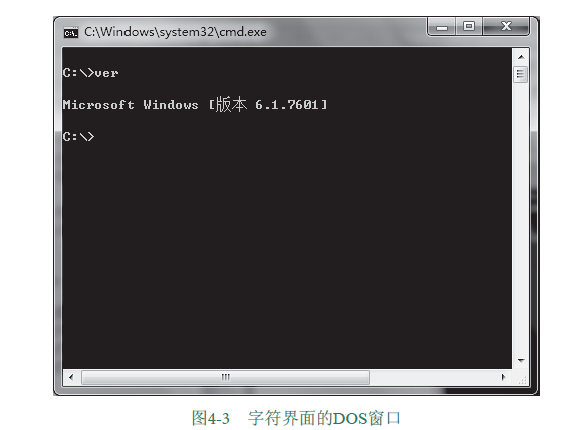 C:\Windows\system32\cmd.exe
C:\>ver
Microsoft Windows [版本 6.1.7601]
C:\>
图4-3 字符界面的DOS窗口